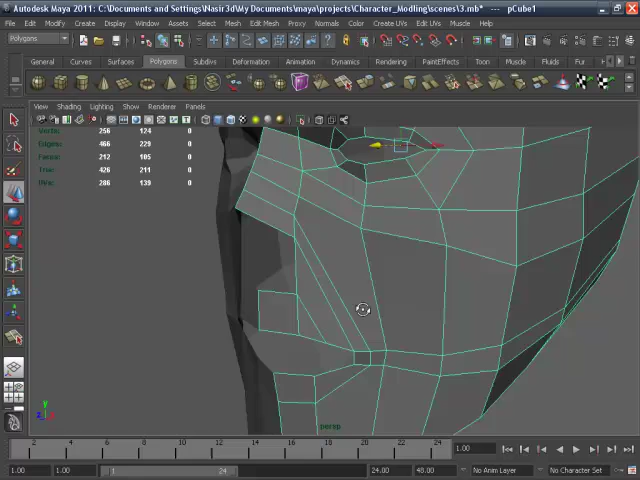 Autodesk Maya 2011: C:\Documents and Settings\Nasir3d\My Documents\maya\projects\Character_Modling\scenes\3.mb* --- pCube1
File Edit Modify Create Display Window Assets Select Mesh Edit Mesh Proxy Normals Color Create UVs Edit UVs Muscle Help
Polygons
General Curves Surfaces Polygons Subdivs Deformation Animation Dynamics Rendering PaintEffects Toon Muscle Fluids Fur
View Shading Lighting Show Renderer Panels
Verts: 256 124 0
Edges: 466 229 0
Faces: 212 105 0
Tris: 426 211 0
UVs: 286 139 0
y
z
persp
2 4 6 8 10 12 14 16 18 20 22 24
1.00
1.00 1.00 1 24 24.00 48.00 No Anim Layer No Character Set